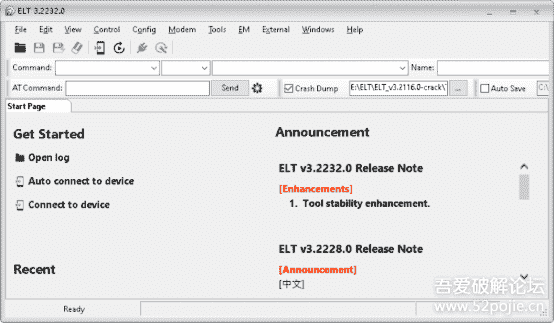 ELT 3.2232.0
File Edit View Control Config Modem Tools EM External Windows Help
Command: Name:
AT Command: Send Crash Dump E:\ELT\ELT_v3.2116.0-crack\ ... Auto Save C:\
Start Page
Get Started
Open log
Auto connect to device
Connect to device
Recent
Announcement
ELT v3.2232.0 Release Note
[Enhancements]
1. Tool stability enhancement.
ELT v3.2228.0 Release Note
[Announcement]
[中文]
Ready
吾爱破解论坛
www.52pojie.cn